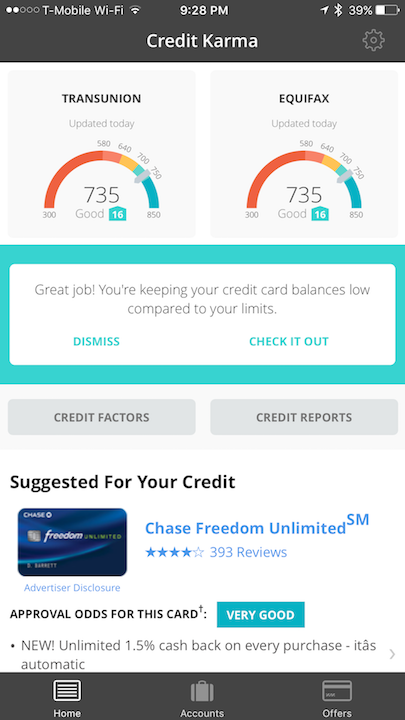 T-Mobile Wi-Fi 9:28 PM 39%
Credit Karma
TRANSUNION
Updated today
580 640 700 750
300 850
735
Good 16
EQUIFAX
Updated today
580 640 700 750
300 850
735
Good 16
Great job! You're keeping your credit card balances low
compared to your limits.
DISMISS CHECK IT OUT
CREDIT FACTORS CREDIT REPORTS
Suggested For Your Credit
CHASE
freedom UNLIMITED
D. BARRETT
Advertiser Disclosure
Chase Freedom Unlimited SM
393 Reviews
APPROVAL ODDS FOR THIS CARD†: VERY GOOD
• NEW! Unlimited 1.5% cash back on every purchase - itâs
automatic
Home Accounts Offers